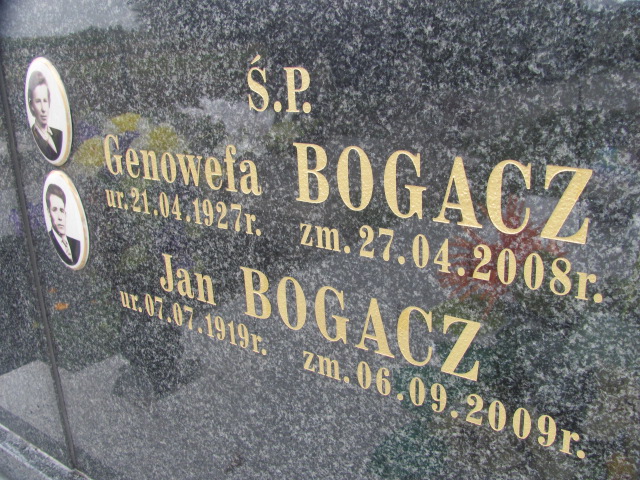 Ś.P.
Genowefa BOGACZ
ur.21.04.1927r. zm.27.04.2008r.
Jan BOGACZ
ur.07.07.1919r. zm.06.09.2009r.